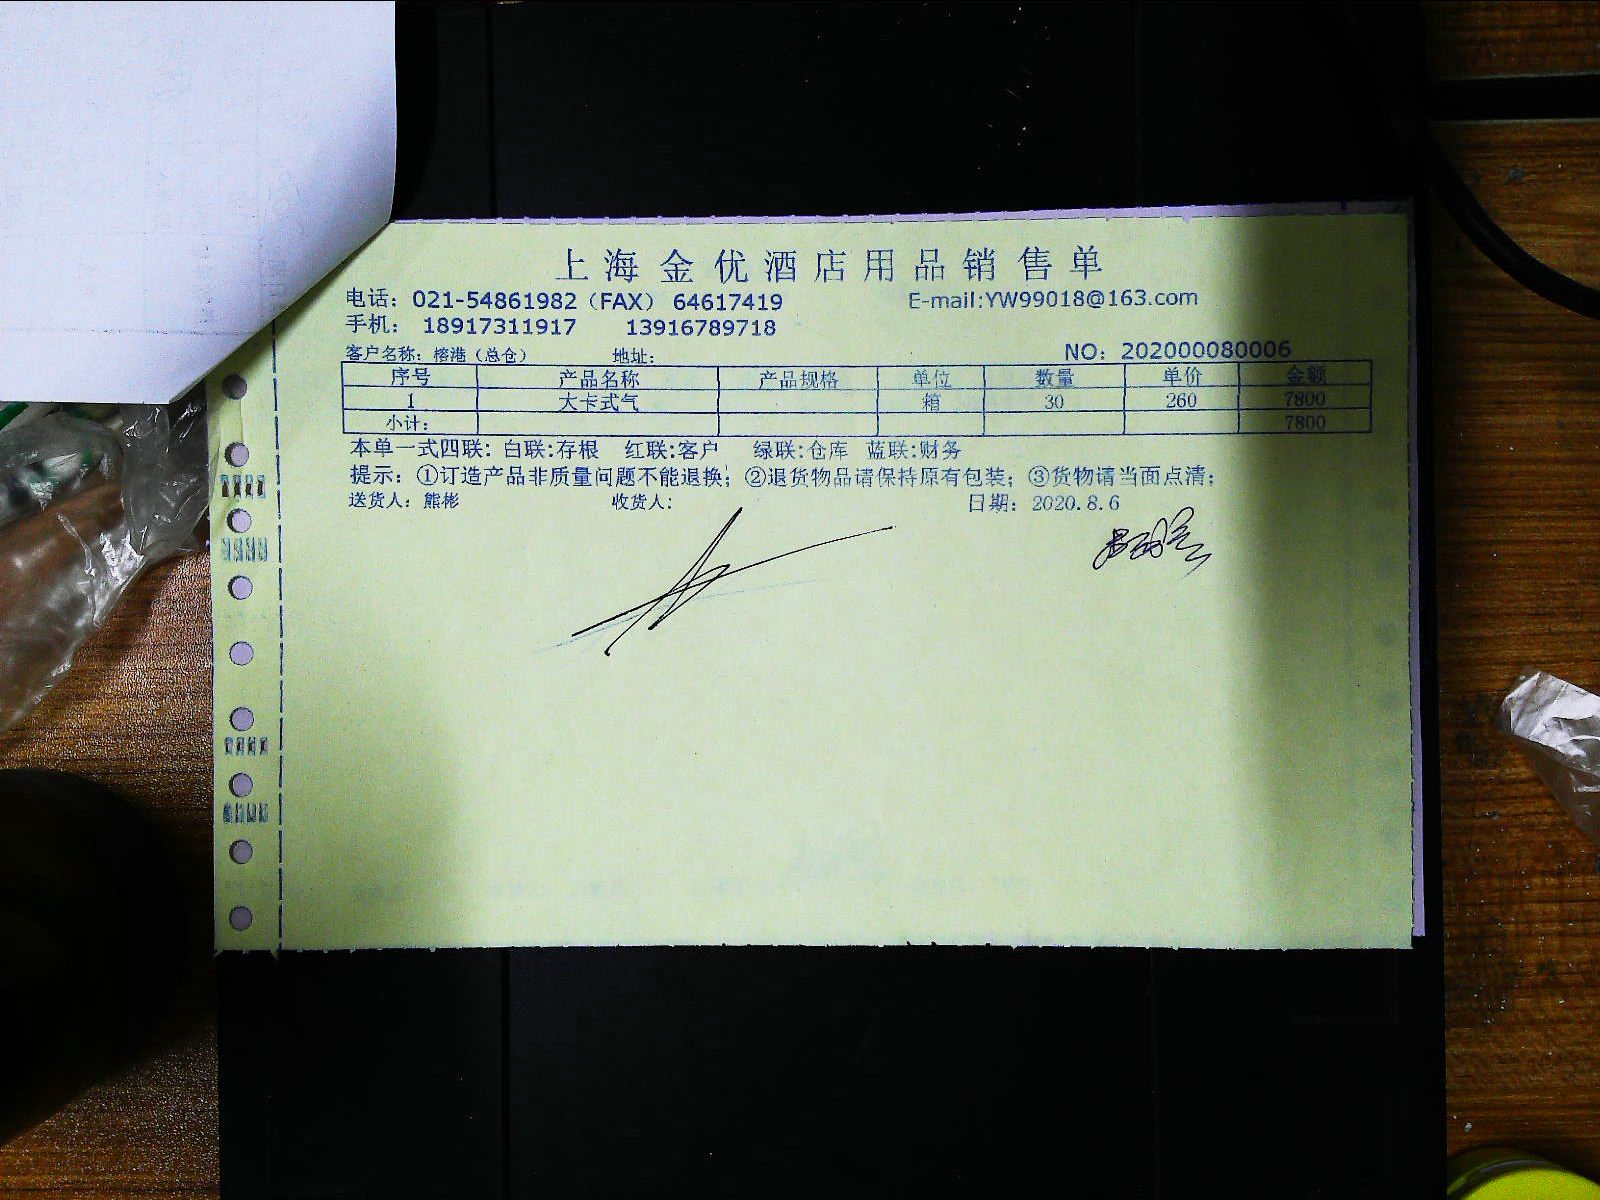 上海金优酒店用品销售单
电话：021-54861982（FAX） 64617419 E-mail:YW99018@163.com
手机： 18917311917 13916789718
客户名称：榕港（总仓） 地址： NO：202000080006
序号 产品名称 产品规格 单位 数量 单价 金额
1 大卡式气 箱 30 260 7800
小计： 7800
本单一式四联：白联:存根 红联:客户 绿联:仓库 蓝联:财务
提示：①订造产品非质量问题不能退换；②退货物品请保持原有包装；③货物请当面点清；
送货人：熊彬 收货人： 日期：2020.8.6